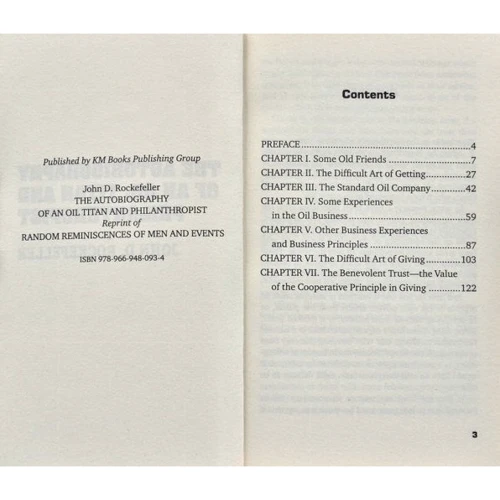 Published by KM Books Publishing Group
John D. Rockefeller
THE AUTOBIOGRAPHY
OF AN OIL TITAN AND PHILANTHROPIST
Reprint of
RANDOM REMINISCENCES OF MEN AND EVENTS
ISBN 978-966-948-093-4
Contents
PREFACE ........ 4
CHAPTER I. Some Old Friends ........ 7
CHAPTER II. The Difficult Art of Getting ........ 27
CHAPTER III. The Standard Oil Company ........ 42
CHAPTER IV. Some Experiences
in the Oil Business ........ 59
CHAPTER V. Other Business Experiences
and Business Principles ........ 87
CHAPTER VI. The Difficult Art of Giving ........ 103
CHAPTER VII. The Benevolent Trust—the Value
of the Cooperative Principle in Giving ........ 122
3